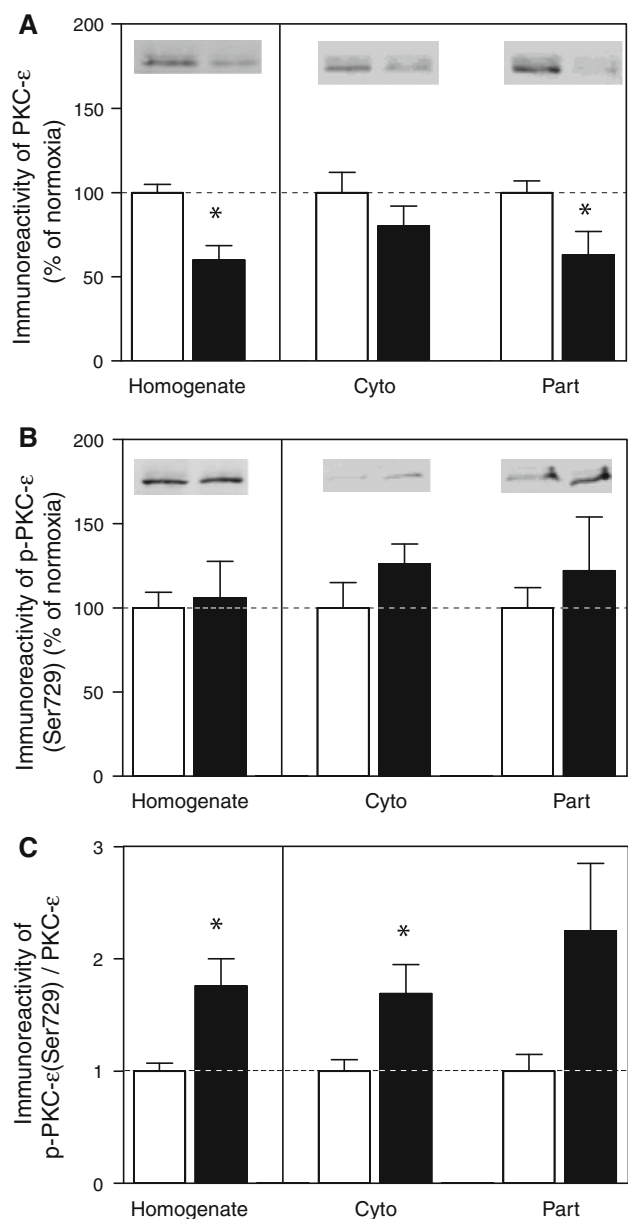 A
Immunoreactivity of PKC-ε
(% of normoxia)
200
150
100
50
0
*
*
Homogenate Cyto Part
B
Immunoreactivity of p-PKC-ε
(Ser729) (% of normoxia)
200
150
100
50
0
Homogenate Cyto Part
C
Immunoreactivity of
p-PKC-ε(Ser729) / PKC-ε
3
2
1
0
*
*
Homogenate Cyto Part